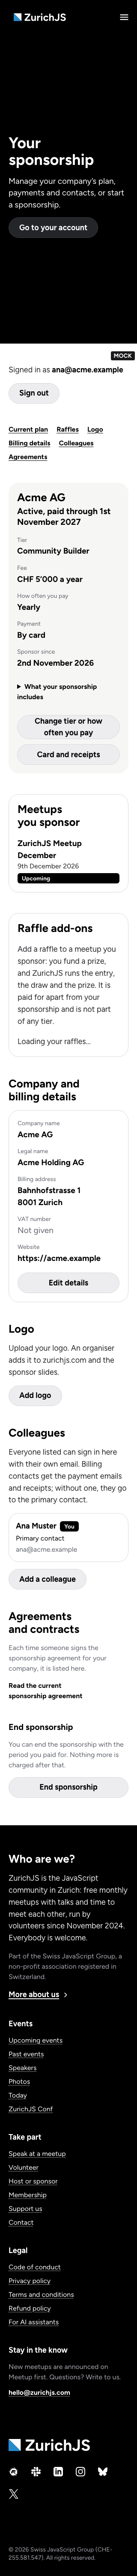 ZurichJS
Your
sponsorship
Manage your company's plan,
payments and contacts, or start
a sponsorship.
Go to your account
MOCK
Signed in as ana@acme.example
Sign out
Current plan Raffles Logo
Billing details Colleagues
Agreements
Acme AG
Active, paid through 1st
November 2027
Tier
Community Builder
Fee
CHF 5'000 a year
How often you pay
Yearly
Payment
By card
Sponsor since
2nd November 2026
What your sponsorship
includes
Change tier or how
often you pay
Card and receipts
Meetups
you sponsor
ZurichJS Meetup
December
9th December 2026
Upcoming
Raffle add-ons
Add a raffle to a meetup you
sponsor: you fund a prize,
and ZurichJS runs the entry,
the draw and the prize. It is
paid for apart from your
sponsorship and is not part
of any tier.
Loading your raffles...
Company and
billing details
Company name
Acme AG
Legal name
Acme Holding AG
Billing address
Bahnhofstrasse 1
8001 Zurich
VAT number
Not given
Website
https://acme.example
Edit details
Logo
Upload your logo. An organiser
adds it to zurichjs.com and the
sponsor slides.
Add logo
Colleagues
Everyone listed can sign in here
with their own email. Billing
contacts get the payment emails
and receipts; without one, they go
to the primary contact.
Ana Muster You
Primary contact
ana@acme.example
Add a colleague
Agreements
and contracts
Each time someone signs the
sponsorship agreement for your
company, it is listed here.
Read the current
sponsorship agreement
End sponsorship
You can end the sponsorship with the
period you paid for. Nothing more is
charged after that.
End sponsorship
Who are we?
ZurichJS is the JavaScript
community in Zurich: free monthly
meetups with talks and time to
meet each other, run by
volunteers since November 2024.
Everybody is welcome.
Part of the Swiss JavaScript Group, a
non-profit association registered in
Switzerland.
More about us
Events
Upcoming events
Past events
Speakers
Photos
Today
ZurichJS Conf
Take part
Speak at a meetup
Volunteer
Host or sponsor
Membership
Support us
Contact
Legal
Code of conduct
Privacy policy
Terms and conditions
Refund policy
For AI assistants
Stay in the know
New meetups are announced on
Meetup first. Questions? Write to us.
hello@zurichjs.com
ZurichJS
© 2026 Swiss JavaScript Group (CHE-
255.581.547). All rights reserved.